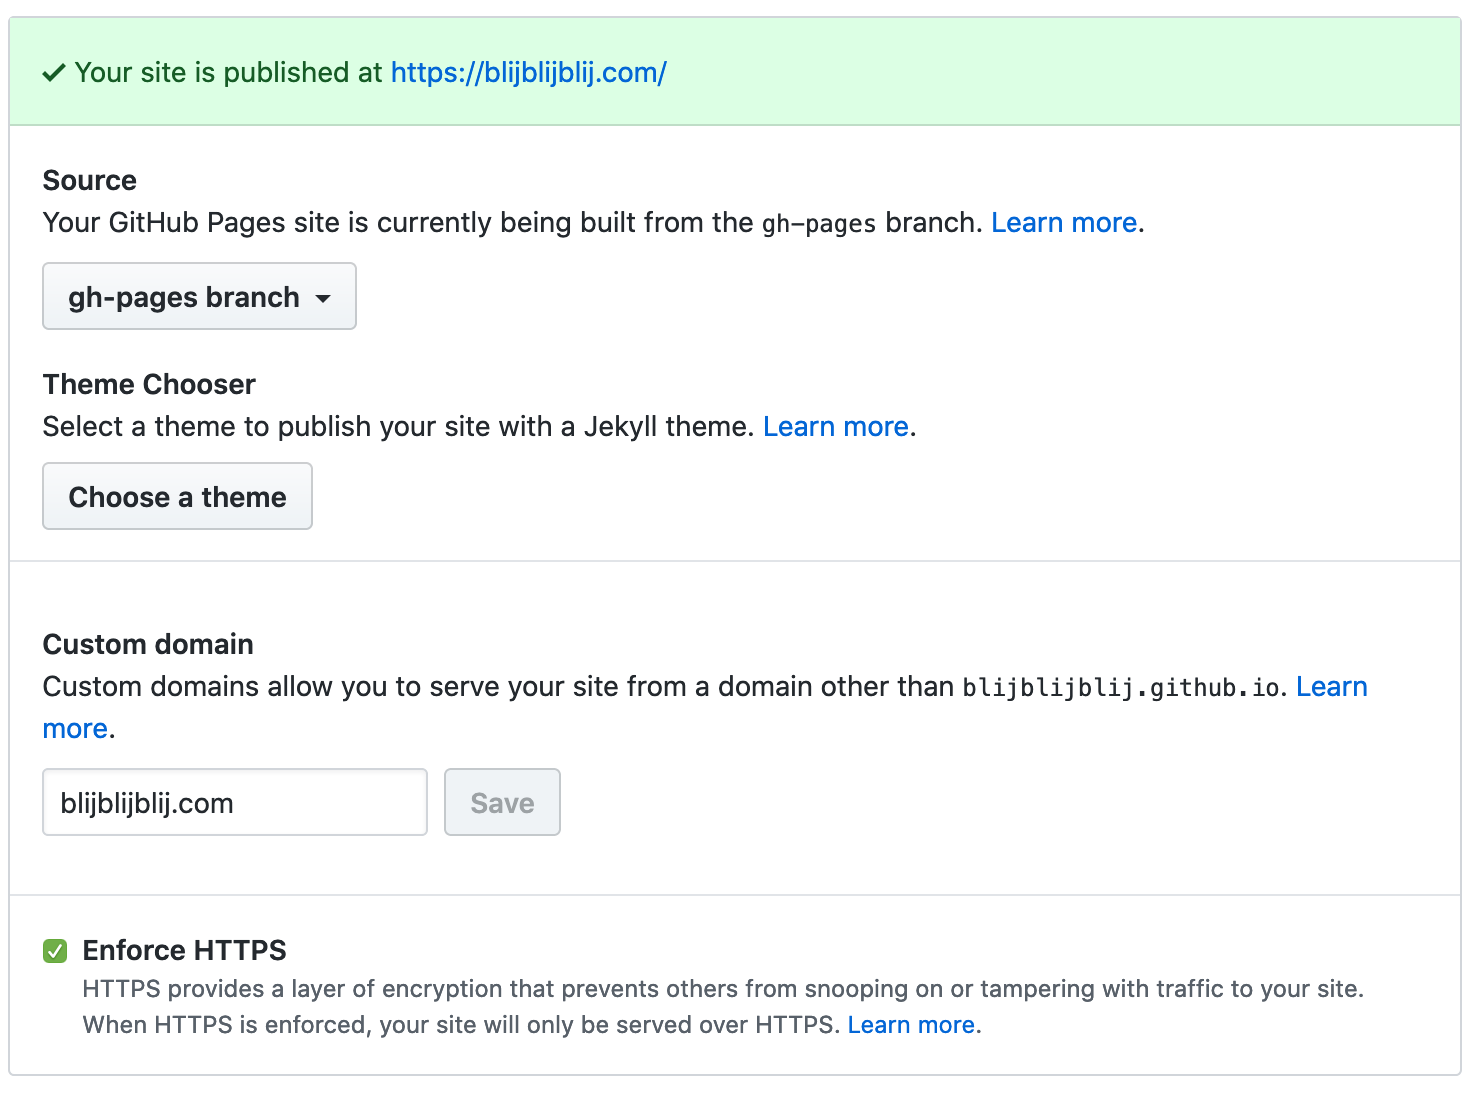 Your site is published at https://blijblijblij.com/
Source
Your GitHub Pages site is currently being built from the gh-pages branch. Learn more.
gh-pages branch
Theme Chooser
Select a theme to publish your site with a Jekyll theme. Learn more.
Choose a theme
Custom domain
Custom domains allow you to serve your site from a domain other than blijblijblij.github.io. Learn
more.
blijblijblij.com Save
Enforce HTTPS
HTTPS provides a layer of encryption that prevents others from snooping on or tampering with traffic to your site.
When HTTPS is enforced, your site will only be served over HTTPS. Learn more.